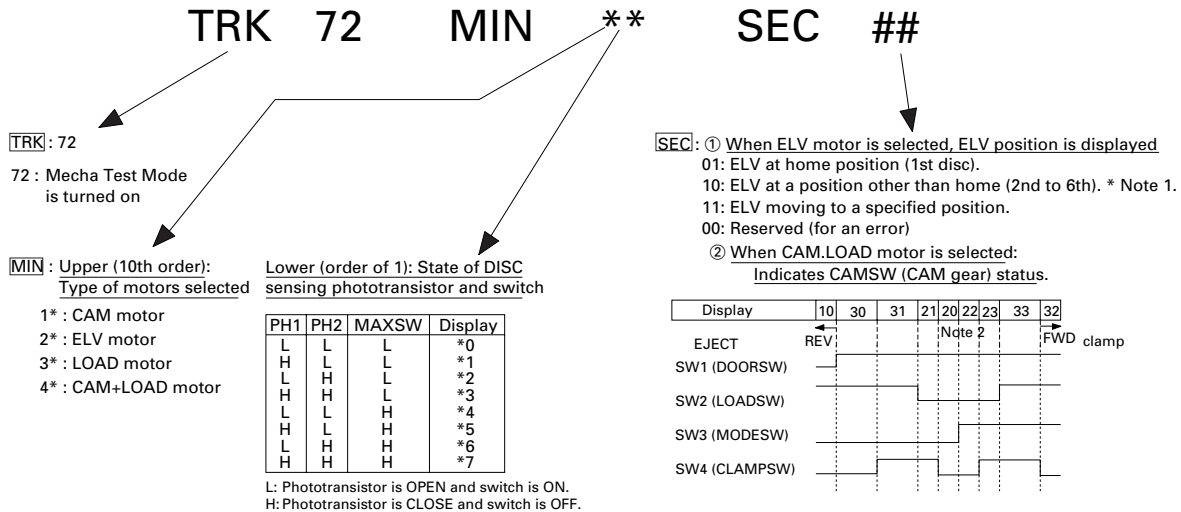 TRK 72 MIN ** SEC ##
TRK : 72
72 : Mecha Test Mode
is turned on
MIN : Upper (10th order):
Type of motors selected
1* : CAM motor
2* : ELV motor
3* : LOAD motor
4* : CAM+LOAD motor
Lower (order of 1): State of DISC
sensing phototransistor and switch
PH1 PH2 MAXSW Display
L L L *0
H L L *1
L H L *2
H H L *3
L L H *4
H L H *5
L H H *6
H H H *7
L: Phototransistor is OPEN and switch is ON.
H: Phototransistor is CLOSE and switch is OFF.
SEC : ① When ELV motor is selected, ELV position is displayed
01: ELV at home position (1st disc).
10: ELV at a position other than home (2nd to 6th). * Note 1.
11: ELV moving to a specified position.
00: Reserved (for an error)
② When CAM.LOAD motor is selected:
Indicates CAMSW (CAM gear) status.
Display 10 30 31 21 20 22 23 33 32
EJECT REV Note 2 FWD clamp
SW1 (DOORSW)
SW2 (LOADSW)
SW3 (MODESW)
SW4 (CLAMPSW)